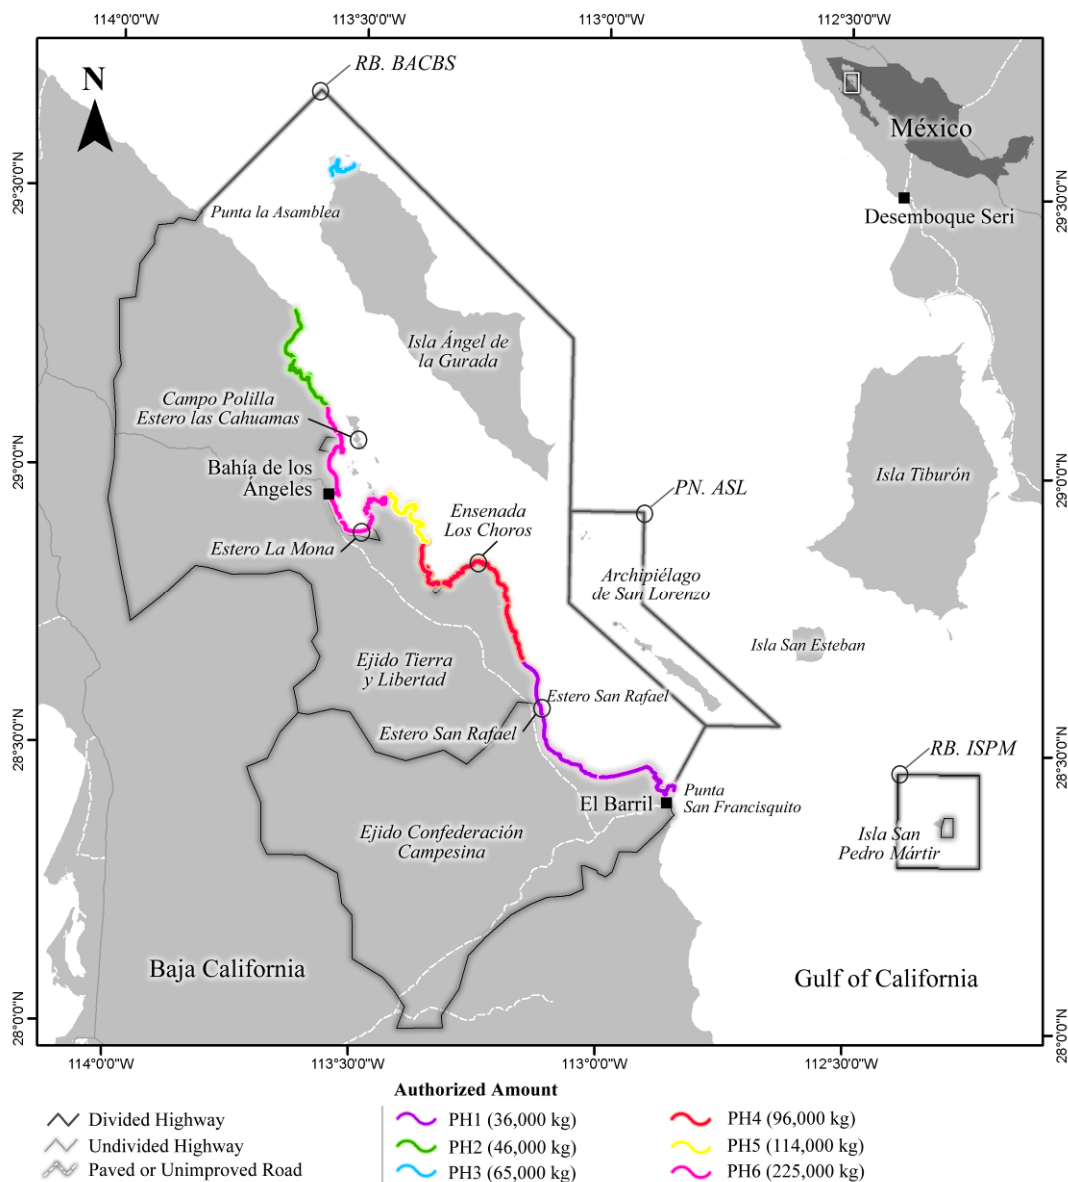 114°0'0"W
113°30'0"W
113°0'0"W
112°30'0"W
RB. BACBS
N
México
29°30'0"N
29°30'0"N
Punta la Asamblea
Desemboque Seri
Isla Ángel de
la Gurada
Campo Polilla
Estero las Cahuamas
29°0'0"N
29°0'0"N
Bahía de los
Ángeles
Isla Tiburón
PN. ASL
Ensenada
Los Choros
Estero La Mona
Archipiélago
de San Lorenzo
Isla San Esteban
Ejido Tierra
y Libertad
Estero San Rafael
Estero San Rafael
28°30'0"N
28°30'0"N
RB. ISPM
Punta
San Francisquito
El Barril
Ejido Confederación
Campesina
Isla San
Pedro Mártir
Baja California
Gulf of California
28°0'0"N
28°0'0"N
114°0'0"W
113°30'0"W
113°0'0"W
112°30'0"W
Authorized Amount
Divided Highway
Undivided Highway
Paved or Unimproved Road
PH1 (36,000 kg)
PH2 (46,000 kg)
PH3 (65,000 kg)
PH4 (96,000 kg)
PH5 (114,000 kg)
PH6 (225,000 kg)